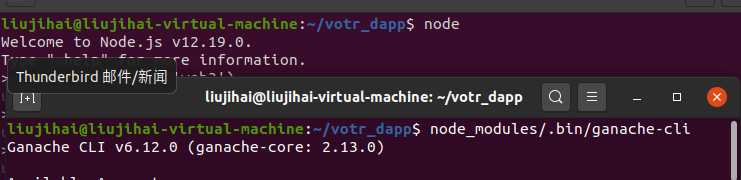 liujihai@liujihai-virtual-machine:~/votr_dapp$ node
Welcome to Node.js v12.19.0.
Type ".help" for more information.
Thunderbird 邮件/新闻
liujihai@liujihai-virtual-machine: ~/votr_dapp
liujihai@liujihai-virtual-machine:~/votr_dapp$ node_modules/.bin/ganache-cli
Ganache CLI v6.12.0 (ganache-core: 2.13.0)